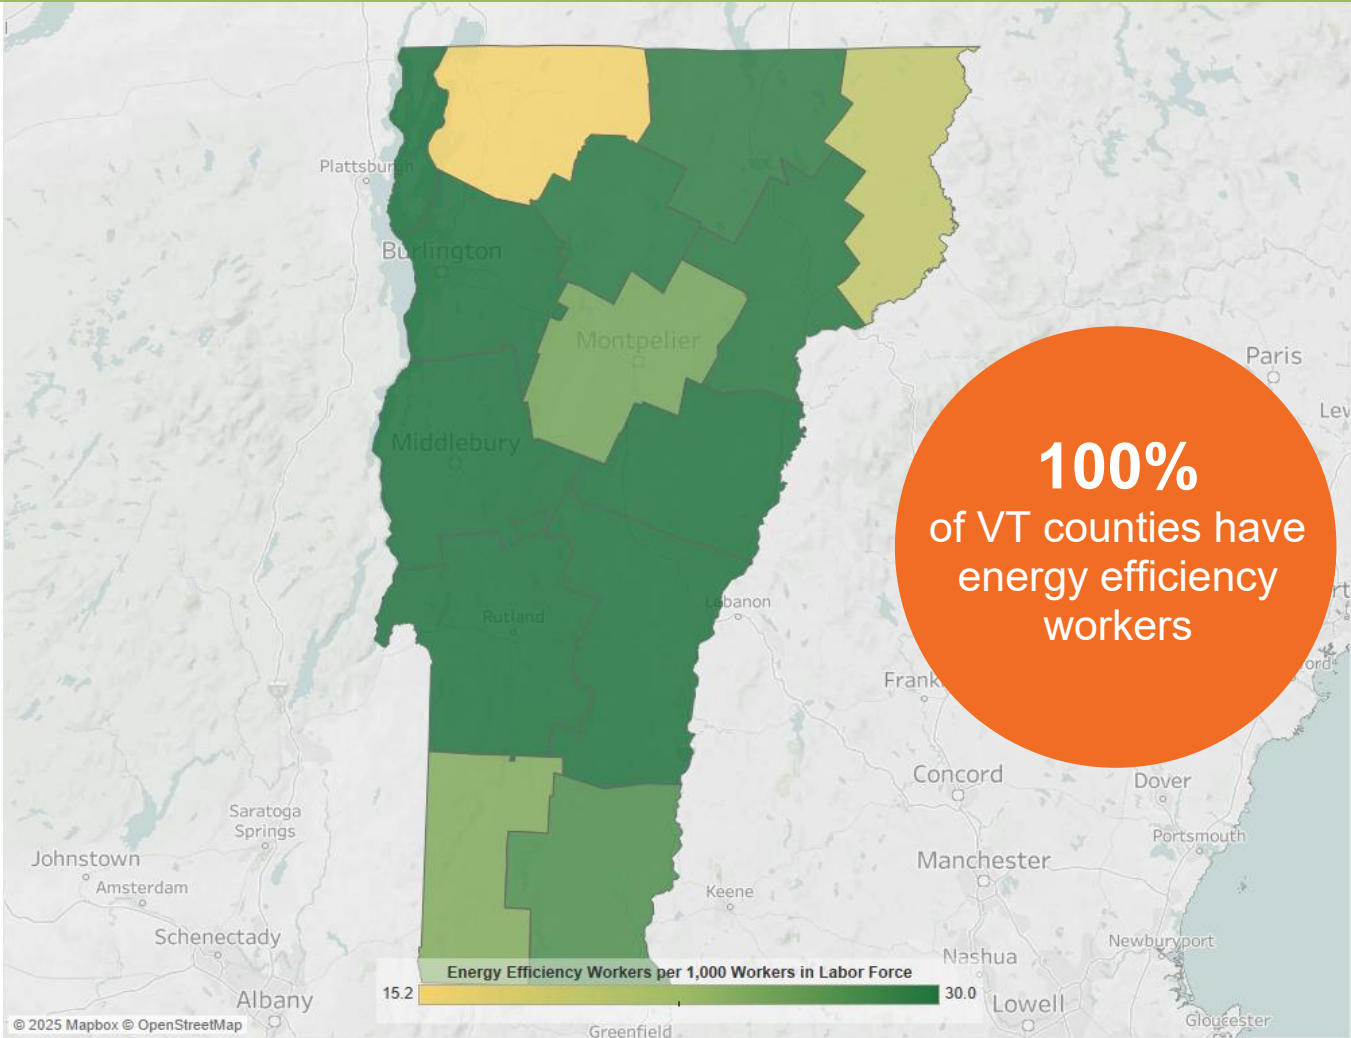 Plattsburgh
Burlington
Montpelier
Paris
Middlebury
100%
of VT counties have
energy efficiency
workers
Rutland
Lebanon
Concord
Dover
Saratoga
Springs
Portsmouth
Johnstown
Manchester
Amsterdam
Keene
Schenectady
Newburyport
Nashua
Energy Efficiency Workers per 1,000 Workers in Labor Force
15.2
30.0
Albany
Lowell
© 2025 Mapbox © OpenStreetMap
Greenfield
Gloucester